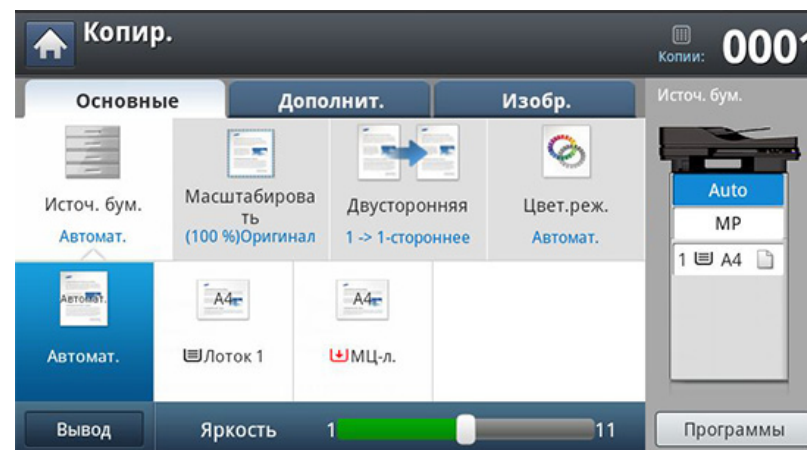 Копир.
Копии: 0001
Основные
Дополнит.
Изобр.
Источ. бум.
Источ. бум.
Автомат.
Масштабирова
ть
(100 %)Оригинал
Двусторонняя
1 -> 1-стороннее
Цвет.реж.
Автомат.
Auto
MP
1 A4
Автомат.
Автомат.
A4
Лоток 1
A4
МЦ-л.
Вывод
Яркость
1
11
Программы